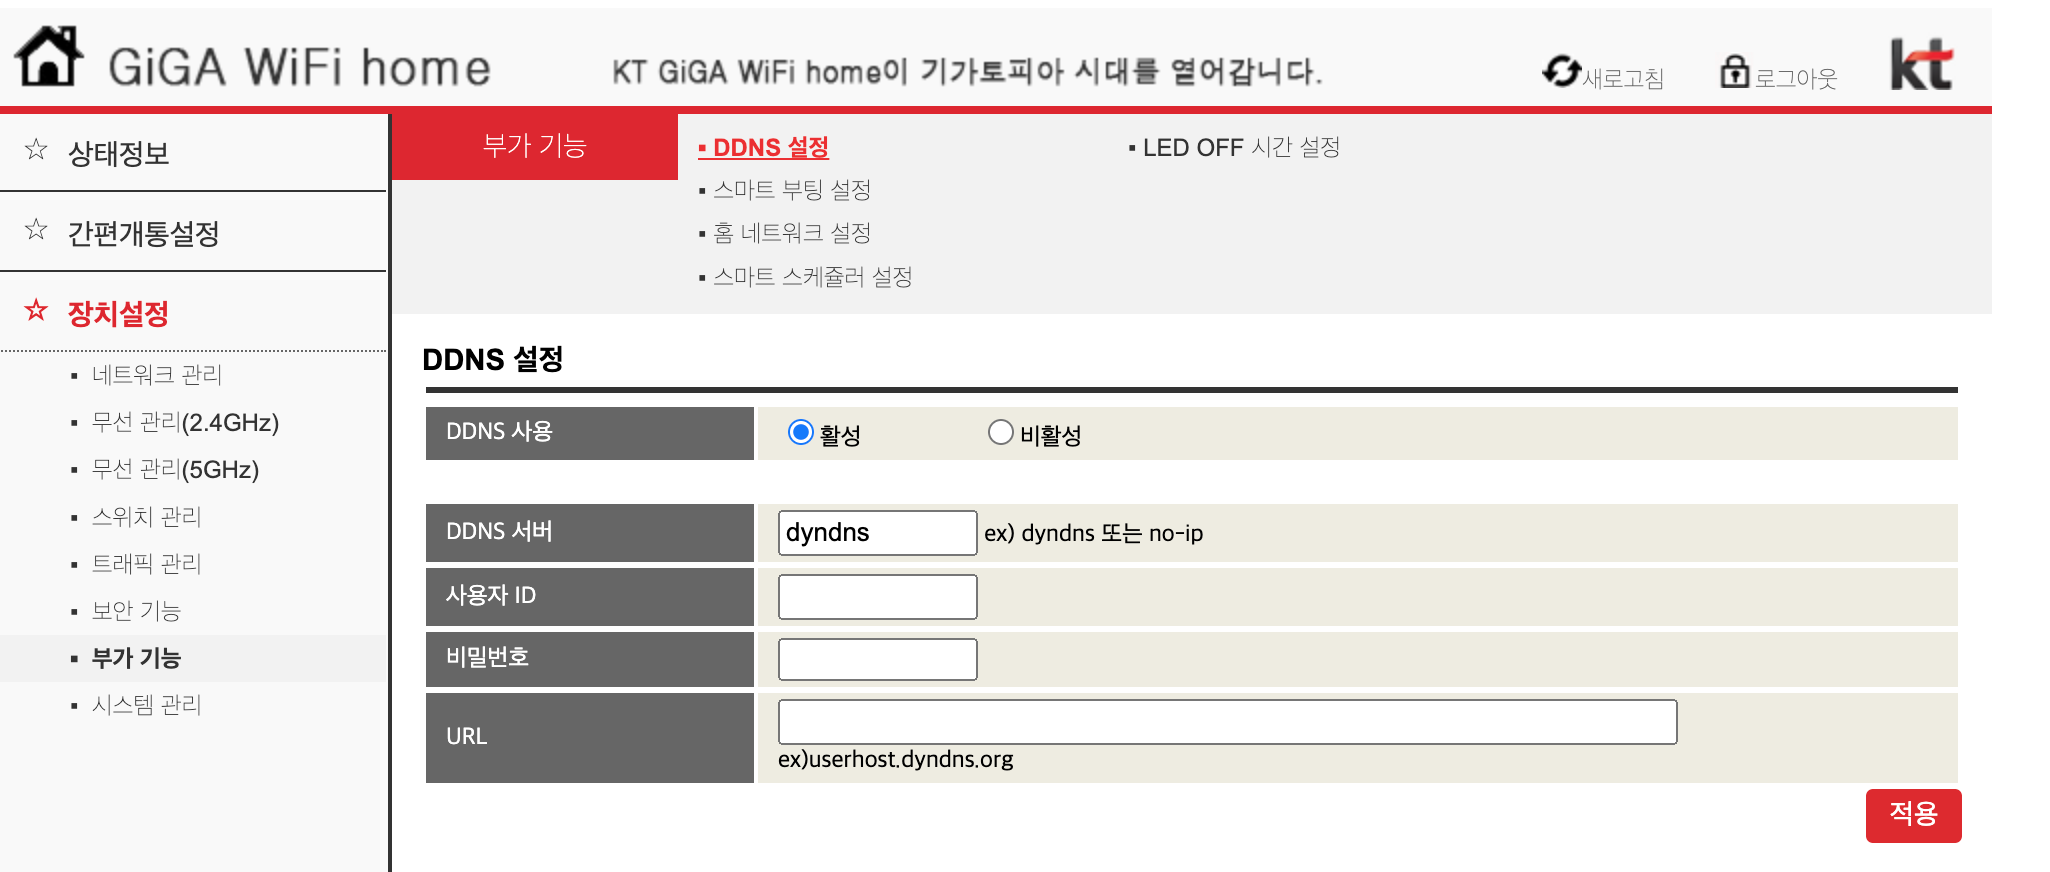 GiGA WiFi home
KT GiGA WiFi home이 기가토피아 시대를 열어갑니다.
새로고침
로그아웃
kt
☆ 상태정보
☆ 간편개통설정
☆ 장치설정
▪ 네트워크 관리
▪ 무선 관리(2.4GHz)
▪ 무선 관리(5GHz)
▪ 스위치 관리
▪ 트래픽 관리
▪ 보안 기능
▪ 부가 기능
▪ 시스템 관리
부가 기능
▪ DDNS 설정
▪ 스마트 부팅 설정
▪ 홈 네트워크 설정
▪ 스마트 스케쥴러 설정
▪ LED OFF 시간 설정
DDNS 설정
DDNS 사용 활성 비활성
DDNS 서버 dyndns ex) dyndns 또는 no-ip
사용자 ID
비밀번호
URL
ex)userhost.dyndns.org
적용